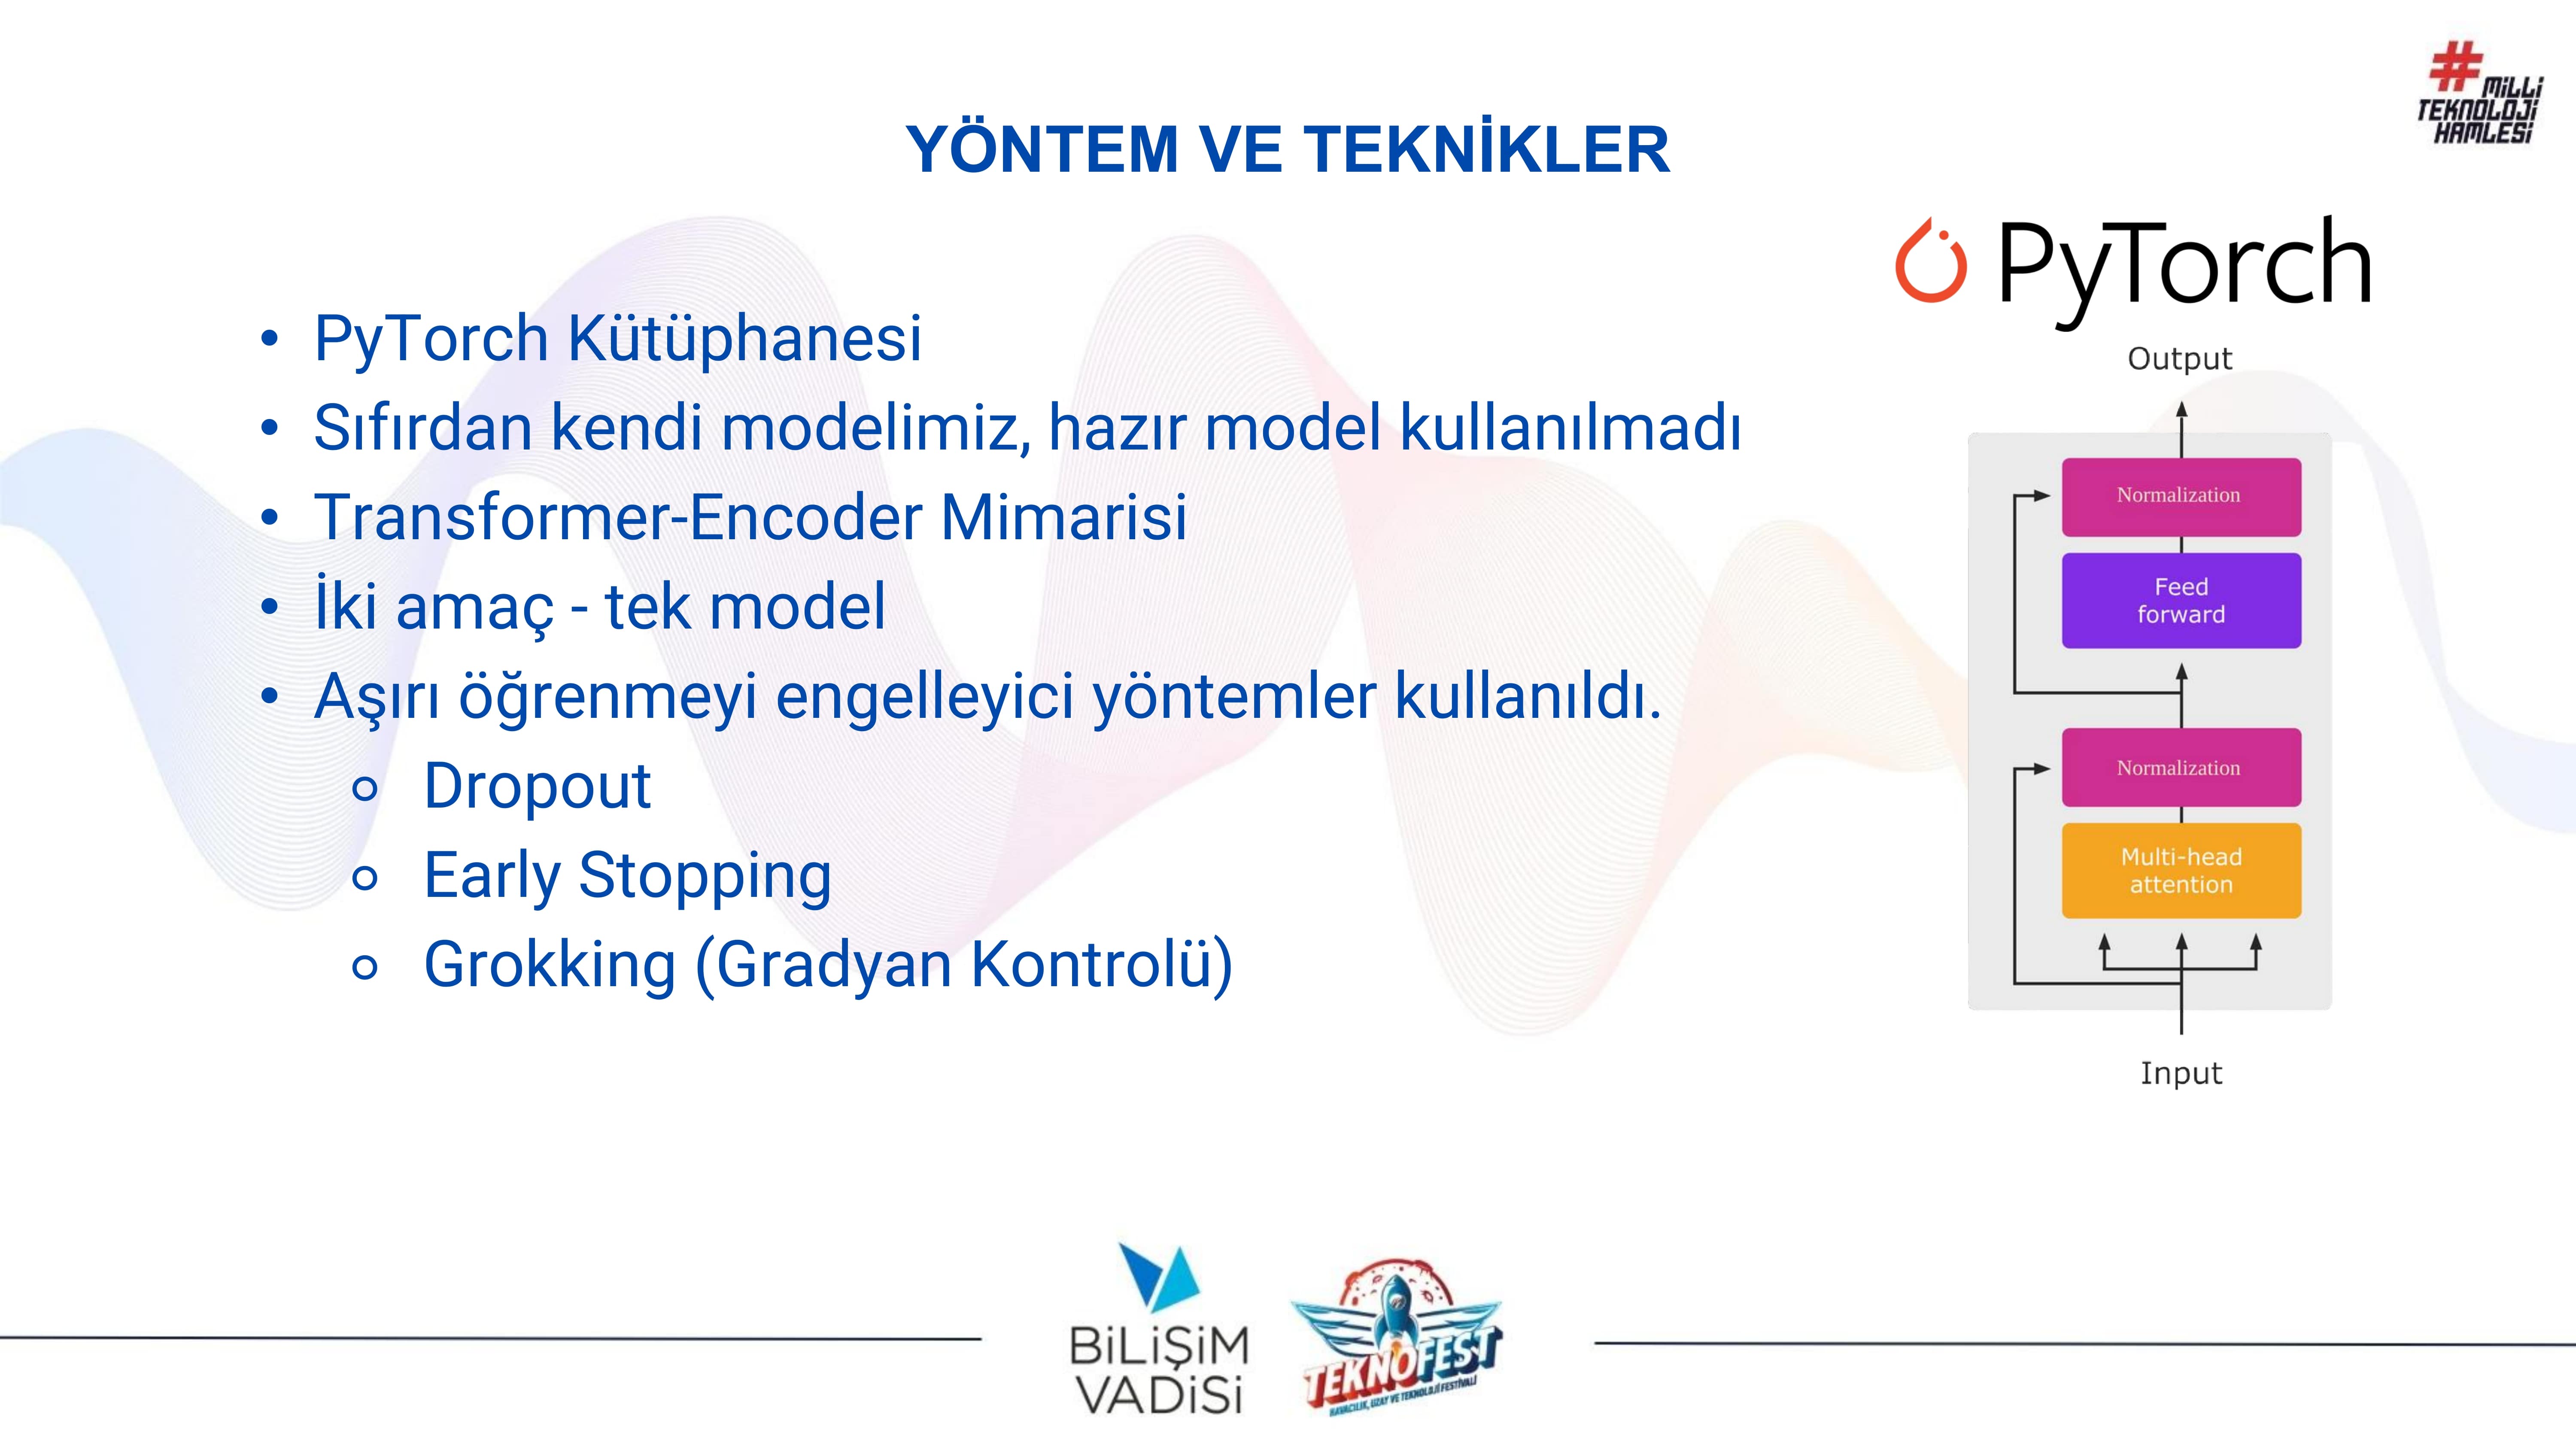 #MİLLİ
TEKNOLOJİ
HAMLESİ
YÖNTEM VE TEKNİKLER
PyTorch
• PyTorch Kütüphanesi
• Sıfırdan kendi modelimiz, hazır model kullanılmadı
• Transformer-Encoder Mimarisi
• İki amaç - tek model
• Aşırı öğrenmeyi engelleyici yöntemler kullanıldı.
o Dropout
o Early Stopping
o Grokking (Gradyan Kontrolü)
Output
Normalization
Feed
forward
Normalization
Multi-head
attention
Input
BİLİŞİM
VADİSİ
TEKNOFEST
HAVACILIK, UZAY VE TEKNOLOJİ FESTİVALİ